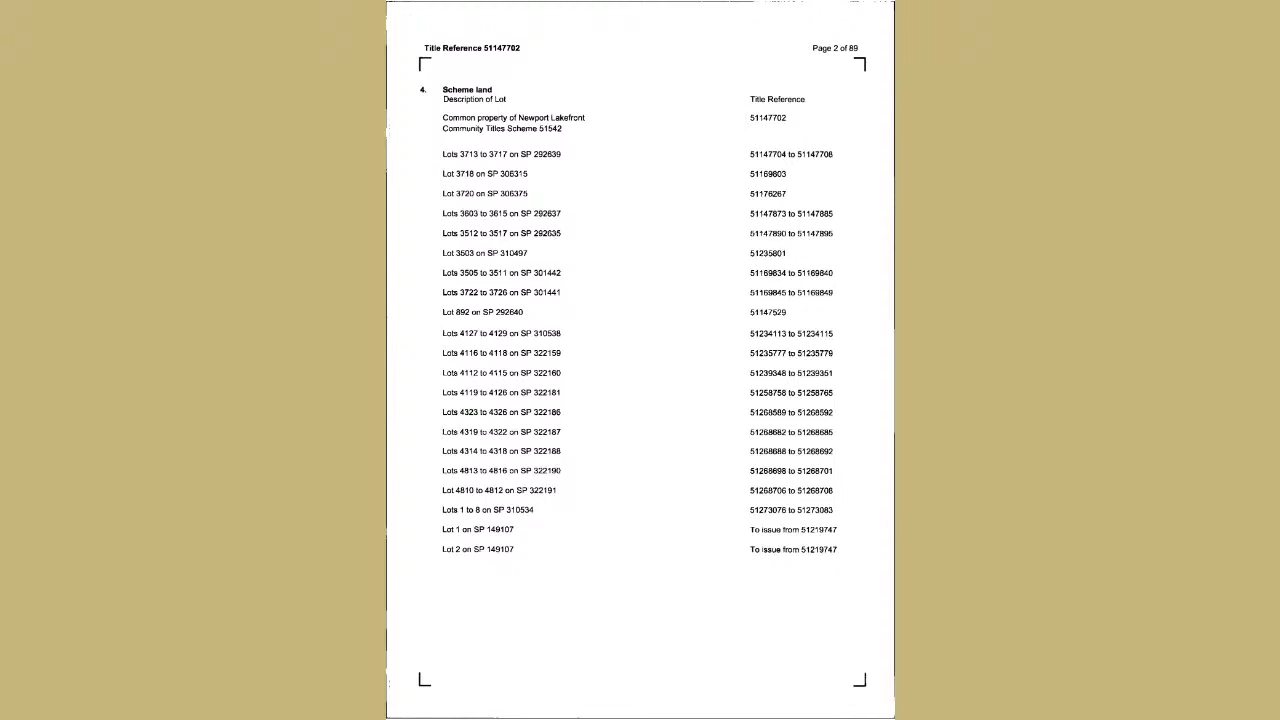 Title Reference 51147702 Page 2 of 89
4. Scheme land
Description of Lot Title Reference
Common property of Newport Lakefront 51147702
Community Titles Scheme 51542
Lots 3713 to 3717 on SP 292639 51147704 to 51147708
Lot 3718 on SP 306315 51169803
Lot 3720 on SP 306375 51176267
Lots 3603 to 3615 on SP 292637 51147873 to 51147885
Lots 3512 to 3517 on SP 292635 51147890 to 51147895
Lot 3503 on SP 310497 51235801
Lots 3505 to 3511 on SP 301442 51169834 to 51169840
Lots 3722 to 3726 on SP 301441 51169845 to 51169849
Lot 892 on SP 292640 51147529
Lots 4127 to 4129 on SP 310538 51234113 to 51234115
Lots 4116 to 4118 on SP 322159 51235777 to 51235779
Lots 4112 to 4115 on SP 322160 51239348 to 51239351
Lots 4119 to 4126 on SP 322181 51258758 to 51258765
Lots 4323 to 4326 on SP 322186 51268589 to 51268592
Lots 4319 to 4322 on SP 322187 51268682 to 51268685
Lots 4314 to 4318 on SP 322188 51268688 to 51268692
Lots 4813 to 4816 on SP 322190 51268698 to 51268701
Lot 4810 to 4812 on SP 322191 51268706 to 51268708
Lots 1 to 8 on SP 310534 51273076 to 51273083
Lot 1 on SP 149107 To issue from 51219747
Lot 2 on SP 149107 To issue from 51219747